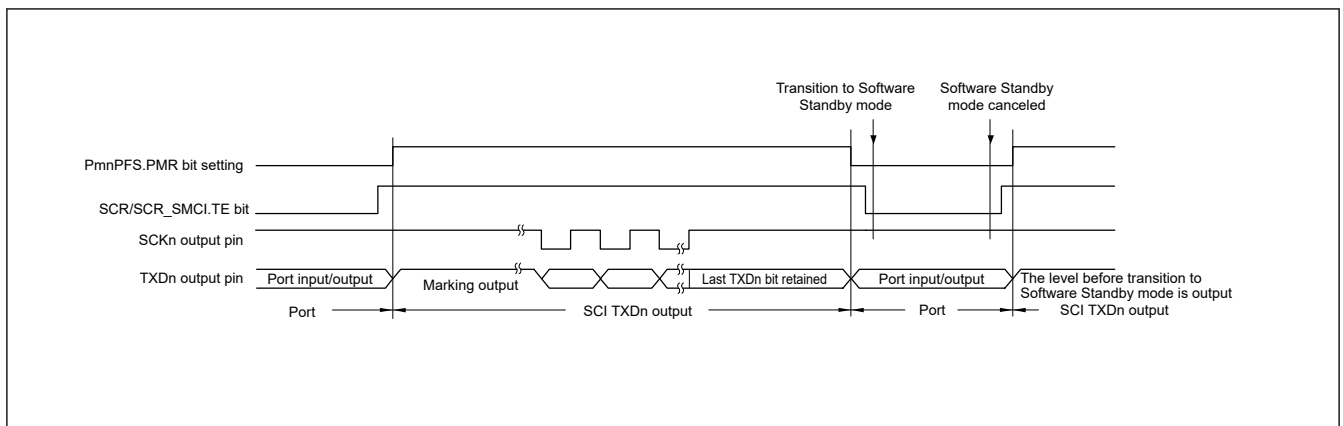 Transition to Software
Standby mode
Software Standby
mode canceled
PmnPFS.PMR bit setting
SCR/SCR_SMCI.TE bit
SCKn output pin
TXDn output pin
Port input/output
Marking output
Last TXDn bit retained
Port input/output
The level before transition to
Software Standby mode is output
Port
SCI TXDn output
Port
SCI TXDn output